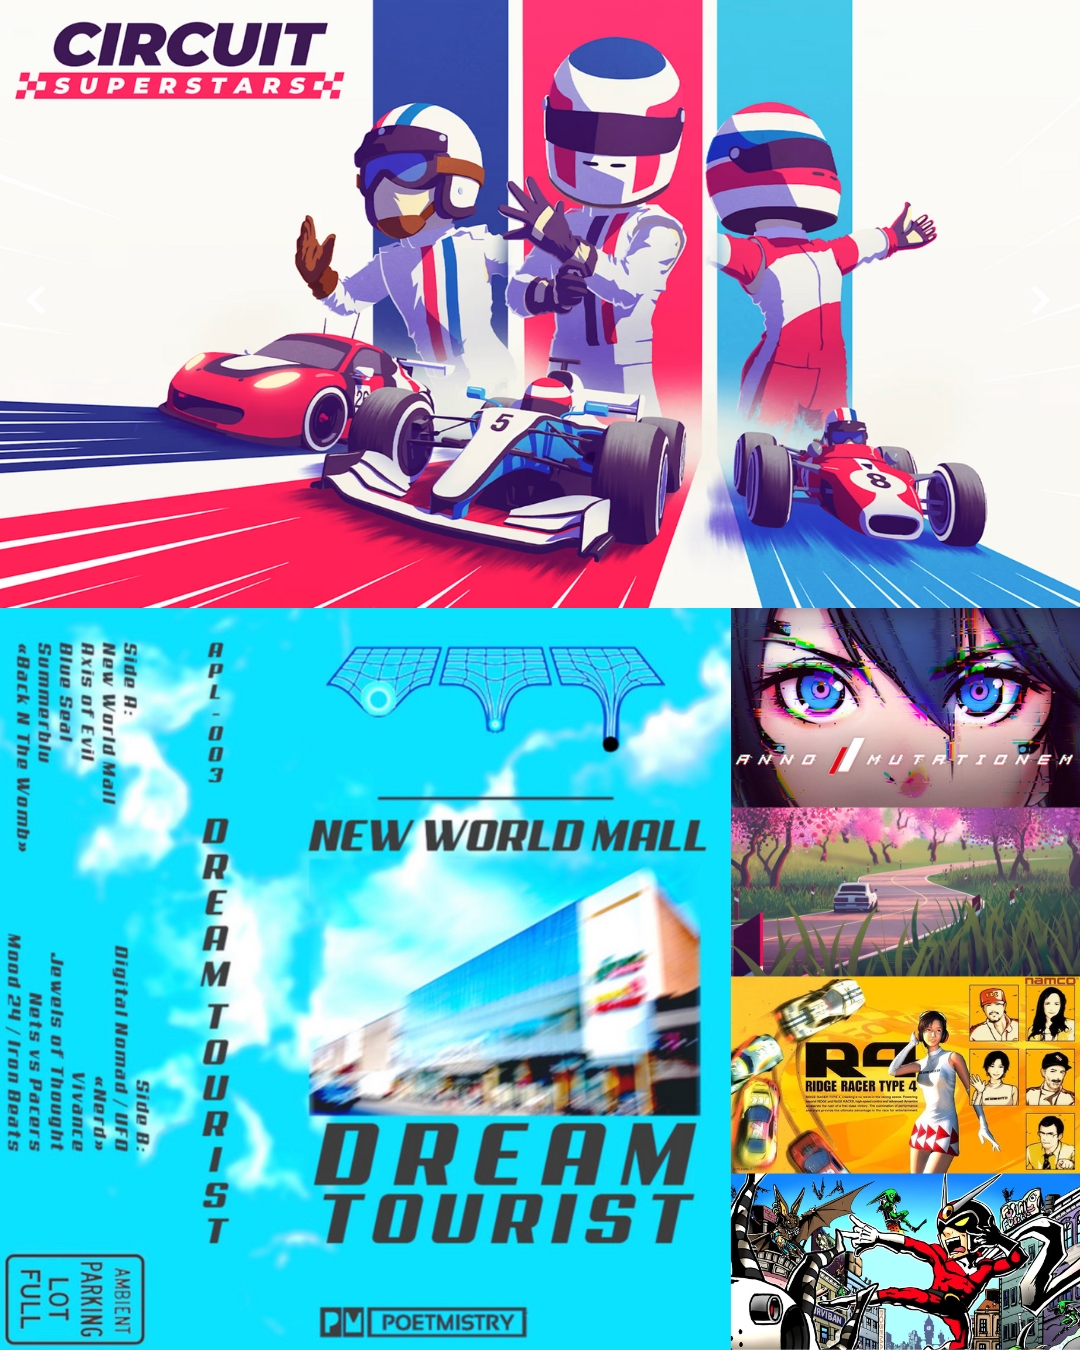 CIRCUIT
SUPERSTARS
5
8
Side A:
New World Mall
Axis of Evil
Blue Seal
Summerblu
«Back N The Womb»
Side B:
Digital Nomad / UFO
«Nerd»
Vivance
Jewels of Thought
Nets vs Pacers
Mood 24 / Iron Beats
AMBIENT
PARKING
LOT
FULL
APL-003 DREAM TOURIST
NEW WORLD MALL
DREAM
TOURIST
PM POETMISTRY
ANNO MUTATIONEM
namco
R4
RIDGE RACER TYPE 4